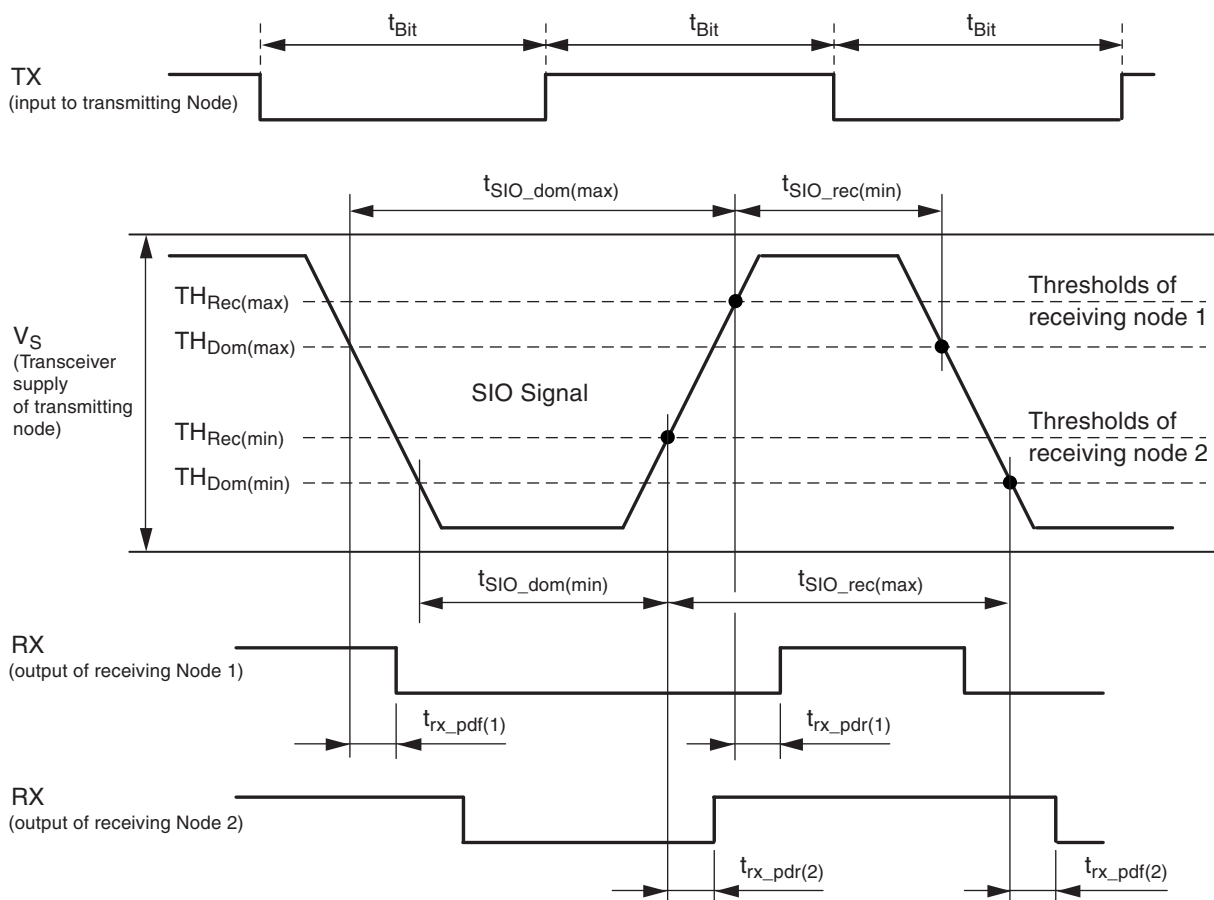 tBit tBit tBit
TX
(input to transmitting Node)
tSIO_dom(max) tSIO_rec(min)
THRec(max)
Thresholds of
receiving node 1
THDom(max)
VS
(Transceiver
supply
of transmitting
node)
SIO Signal
THRec(min)
Thresholds of
receiving node 2
THDom(min)
tSIO_dom(min) tSIO_rec(max)
RX
(output of receiving Node 1)
trx_pdf(1) trx_pdr(1)
RX
(output of receiving Node 2)
trx_pdr(2) trx_pdf(2)